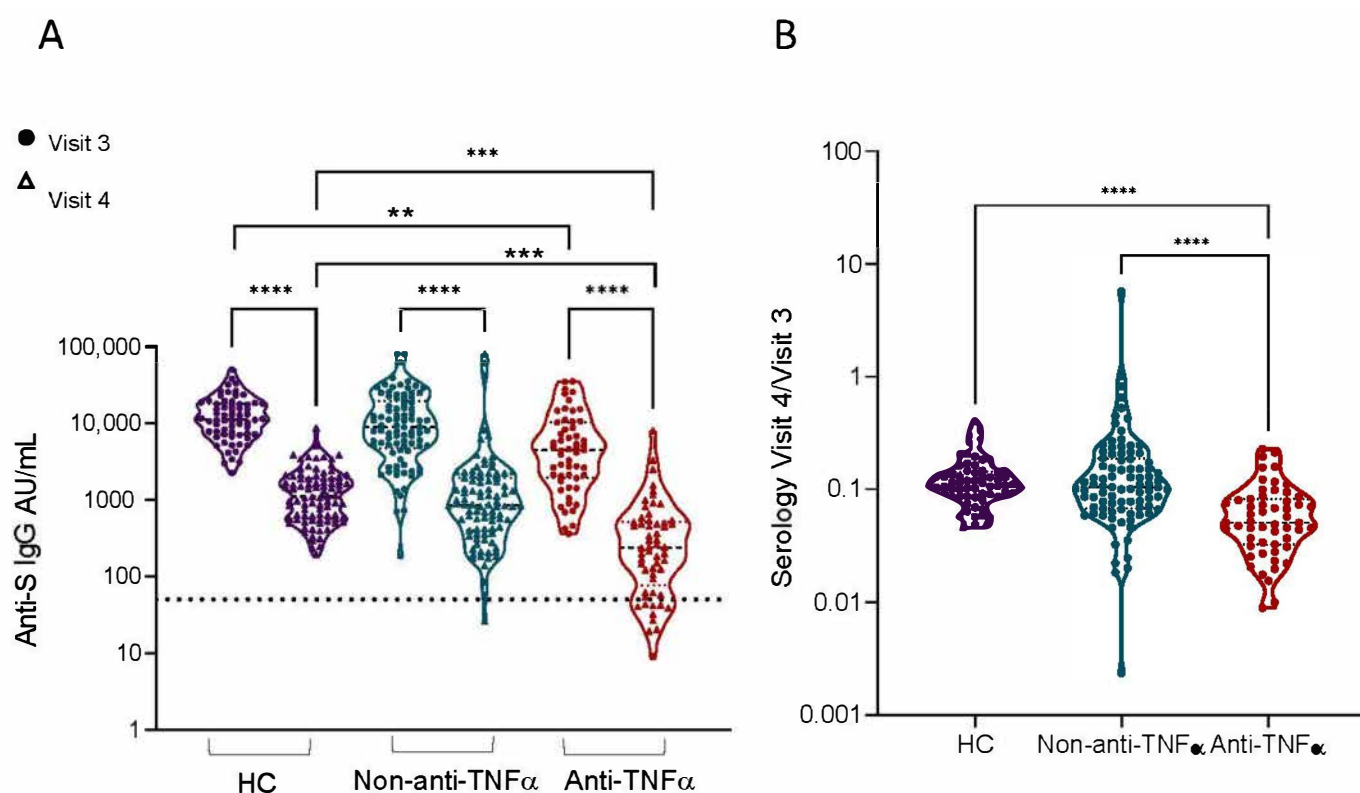 A
B
Visit 3
Visit 4
***
**
***
**** **** ****
Anti-S IgG AU/mL
100,000
10,000
1000
100
10
1
HC Non-anti-TNFα Anti-TNFα
****
****
Serology Visit 4/Visit 3
100
10
1
0.1
0.01
0.001
HC Non-anti-TNFα Anti-TNFα